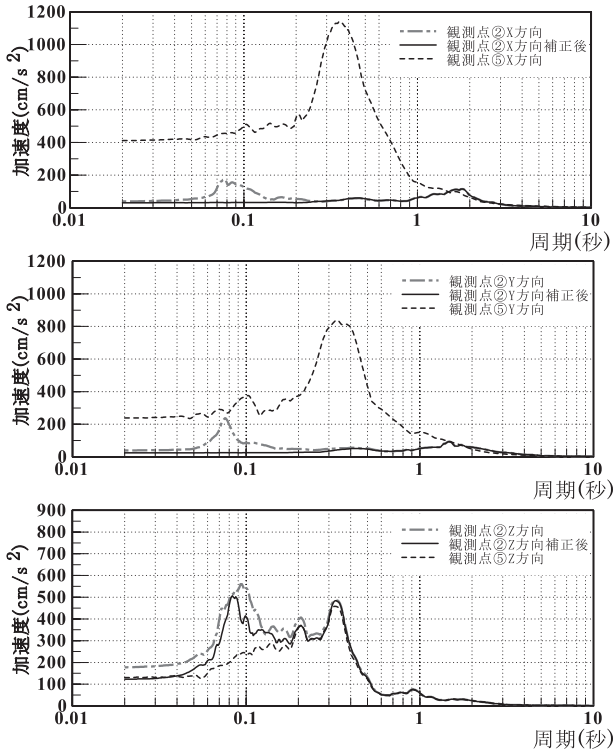 1200
1000
800
600
400
200
0
加速度(cm/s²)
観測点②X方向
観測点②X方向補正後
観測点⑤X方向
0.01 0.1 1 10
周期(秒)
1200
1000
800
600
400
200
0
加速度(cm/s²)
観測点②Y方向
観測点②Y方向補正後
観測点⑤Y方向
0.01 0.1 1 10
周期(秒)
900
800
700
600
500
400
300
200
100
0
加速度(cm/s²)
観測点②Z方向
観測点②Z方向補正後
観測点⑤Z方向
0.01 0.1 1 10
周期(秒)